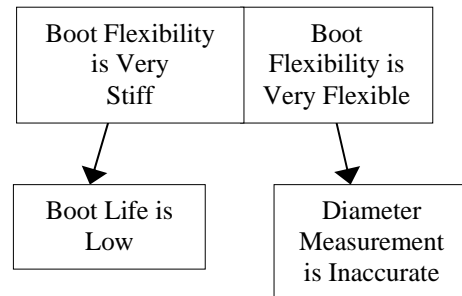 Boot Flexibility
is Very
Stiff
Boot
Flexibility is
Very Flexible
Boot Life is
Low
Diameter
Measurement
is Inaccurate